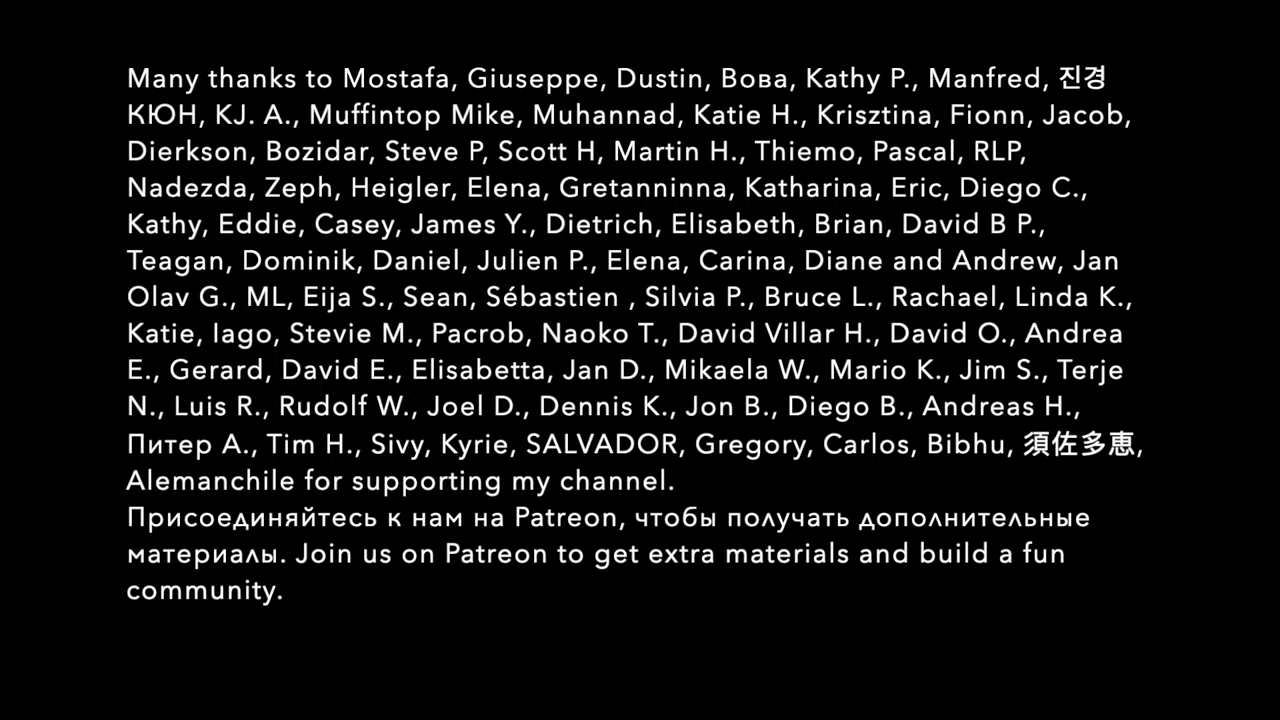 Many thanks to Mostafa, Giuseppe, Dustin, Вова, Kathy P., Manfred, 진경
КЮН, KJ. A., Muffintop Mike, Muhannad, Katie H., Krisztina, Fionn, Jacob,
Dierkson, Bozidar, Steve P, Scott H, Martin H., Thiemo, Pascal, RLP,
Nadezda, Zeph, Heigler, Elena, Gretanninna, Katharina, Eric, Diego C.,
Kathy, Eddie, Casey, James Y., Dietrich, Elisabeth, Brian, David B P.,
Teagan, Dominik, Daniel, Julien P., Elena, Carina, Diane and Andrew, Jan
Olav G., ML, Eija S., Sean, Sébastien , Silvia P., Bruce L., Rachael, Linda K.,
Katie, Iago, Stevie M., Pacrob, Naoko T., David Villar H., David O., Andrea
E., Gerard, David E., Elisabetta, Jan D., Mikaela W., Mario K., Jim S., Terje
N., Luis R., Rudolf W., Joel D., Dennis K., Jon B., Diego B., Andreas H.,
Питер А., Tim H., Sivy, Kyrie, SALVADOR, Gregory, Carlos, Bibhu, 須佐多恵,
Alemanchile for supporting my channel.
Присоединяйтесь к нам на Patreon, чтобы получать дополнительные
материалы. Join us on Patreon to get extra materials and build a fun
community.